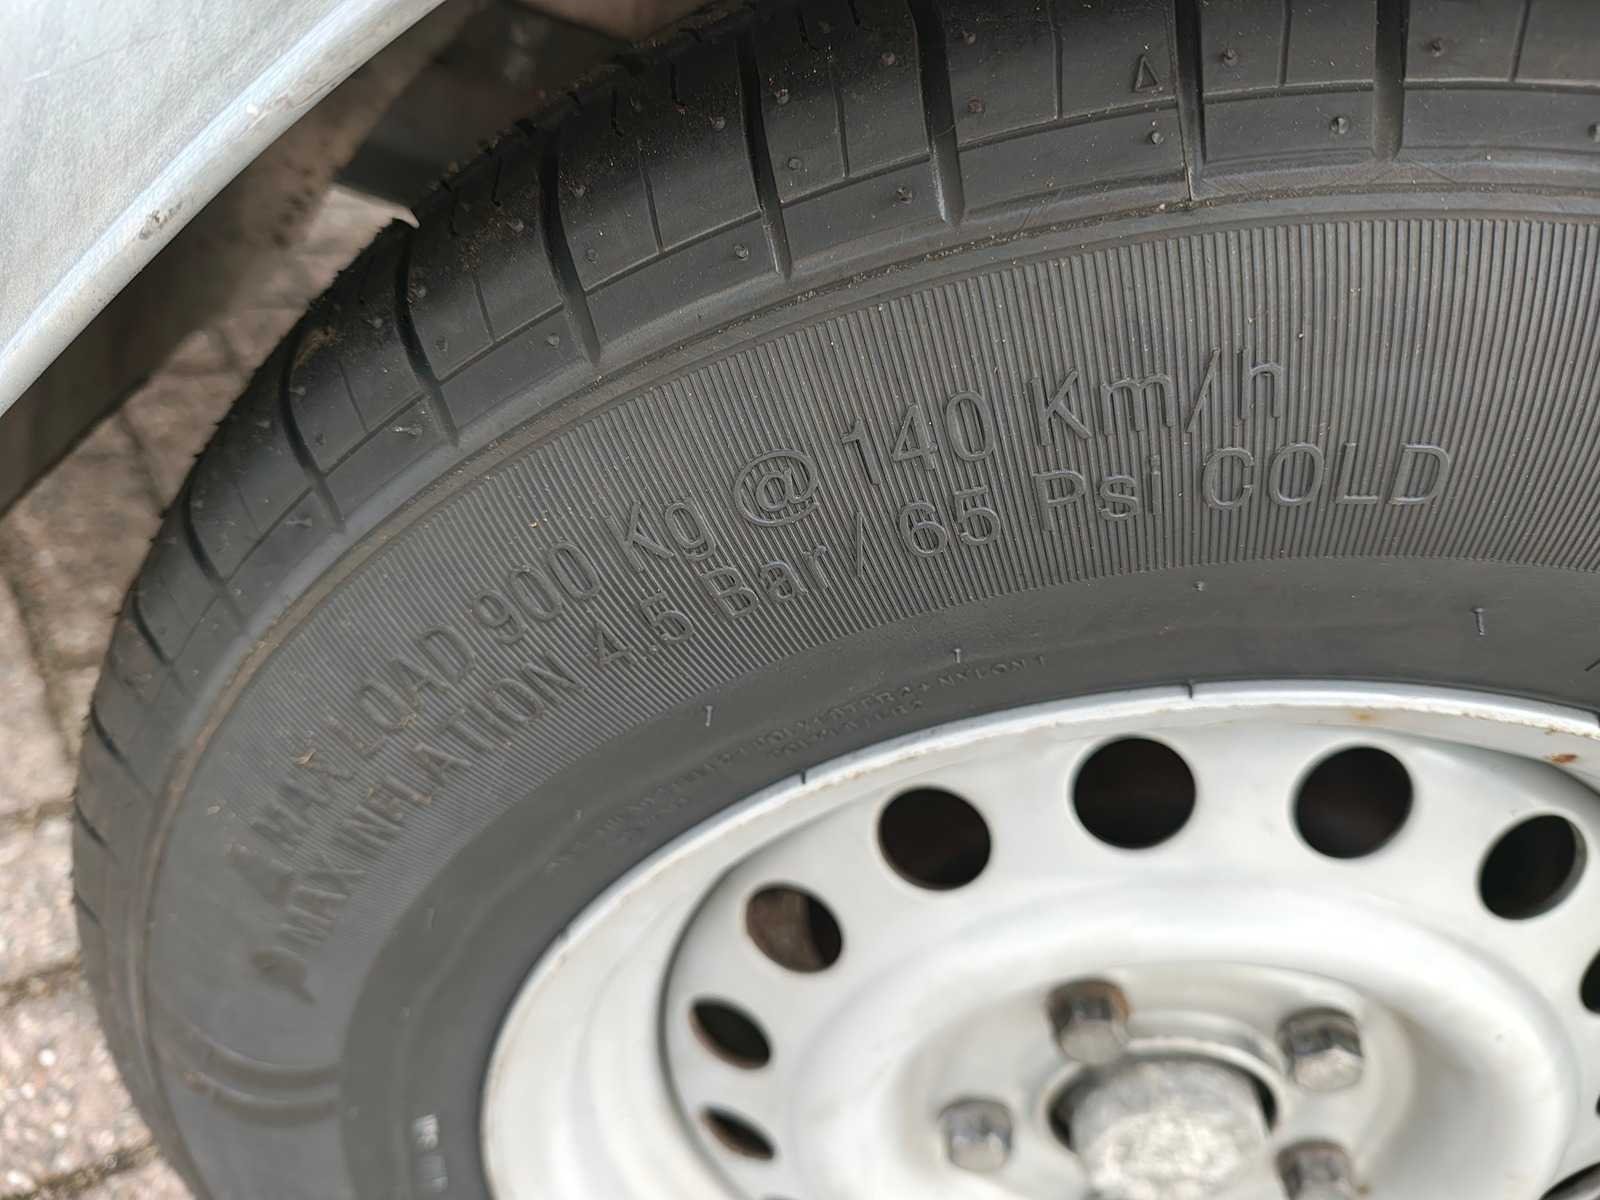 MAX LOAD 900 Kg @ 140 Km/h
MAX INFLATION 4.5 Bar / 65 Psi COLD